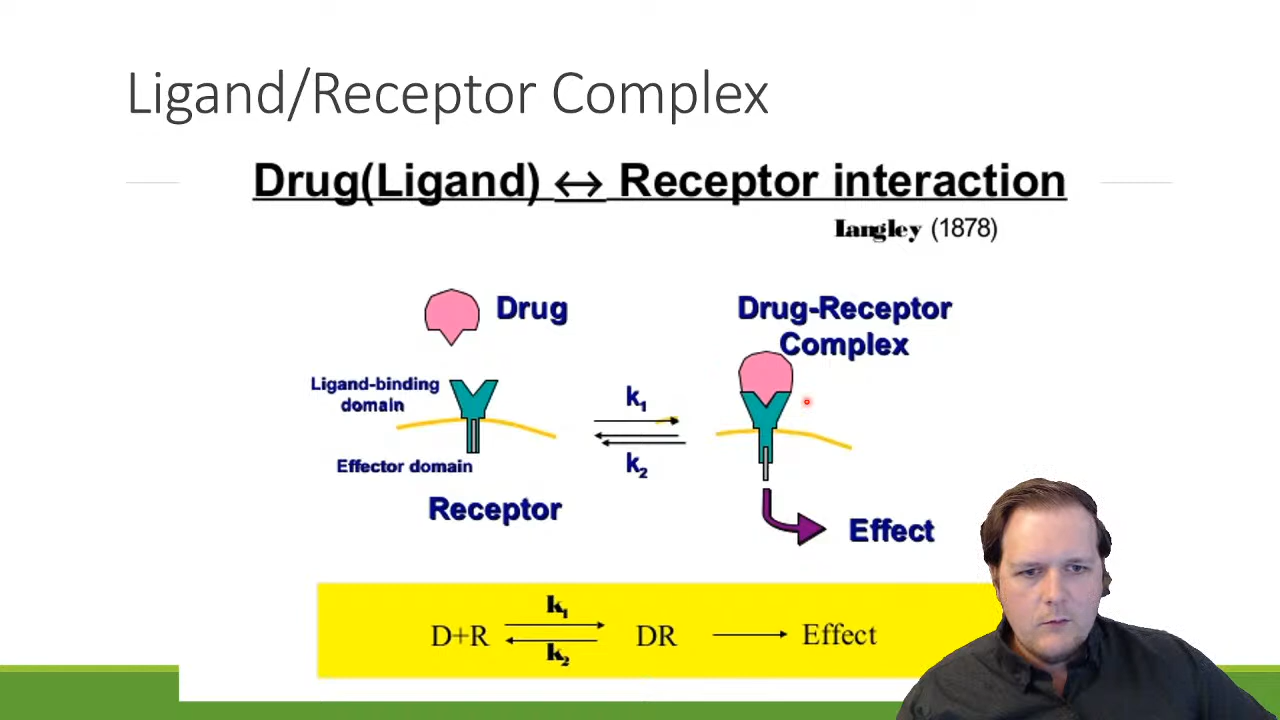 Ligand/Receptor Complex
Drug(Ligand) ↔ Receptor interaction
Langley (1878)
Drug
Drug-Receptor
Complex
Ligand-binding
domain
k1
k2
Effector domain
Receptor
Effect
k1
D+R DR Effect
k2